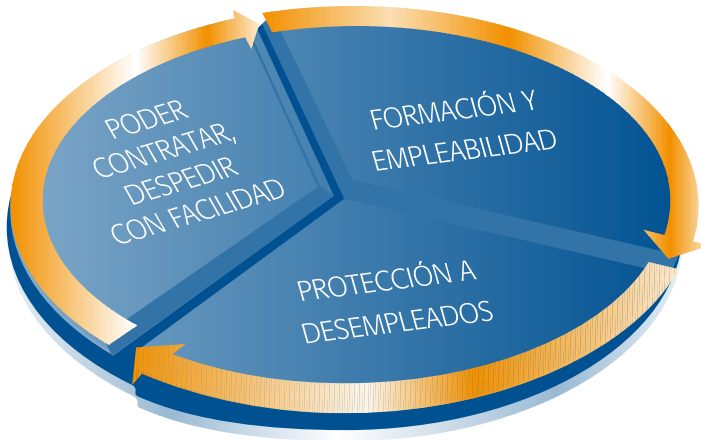 PODER
CONTRATAR,
DESPEDIR
CON FACILIDAD
FORMACIÓN Y
EMPLEABILIDAD
PROTECCIÓN A
DESEMPLEADOS